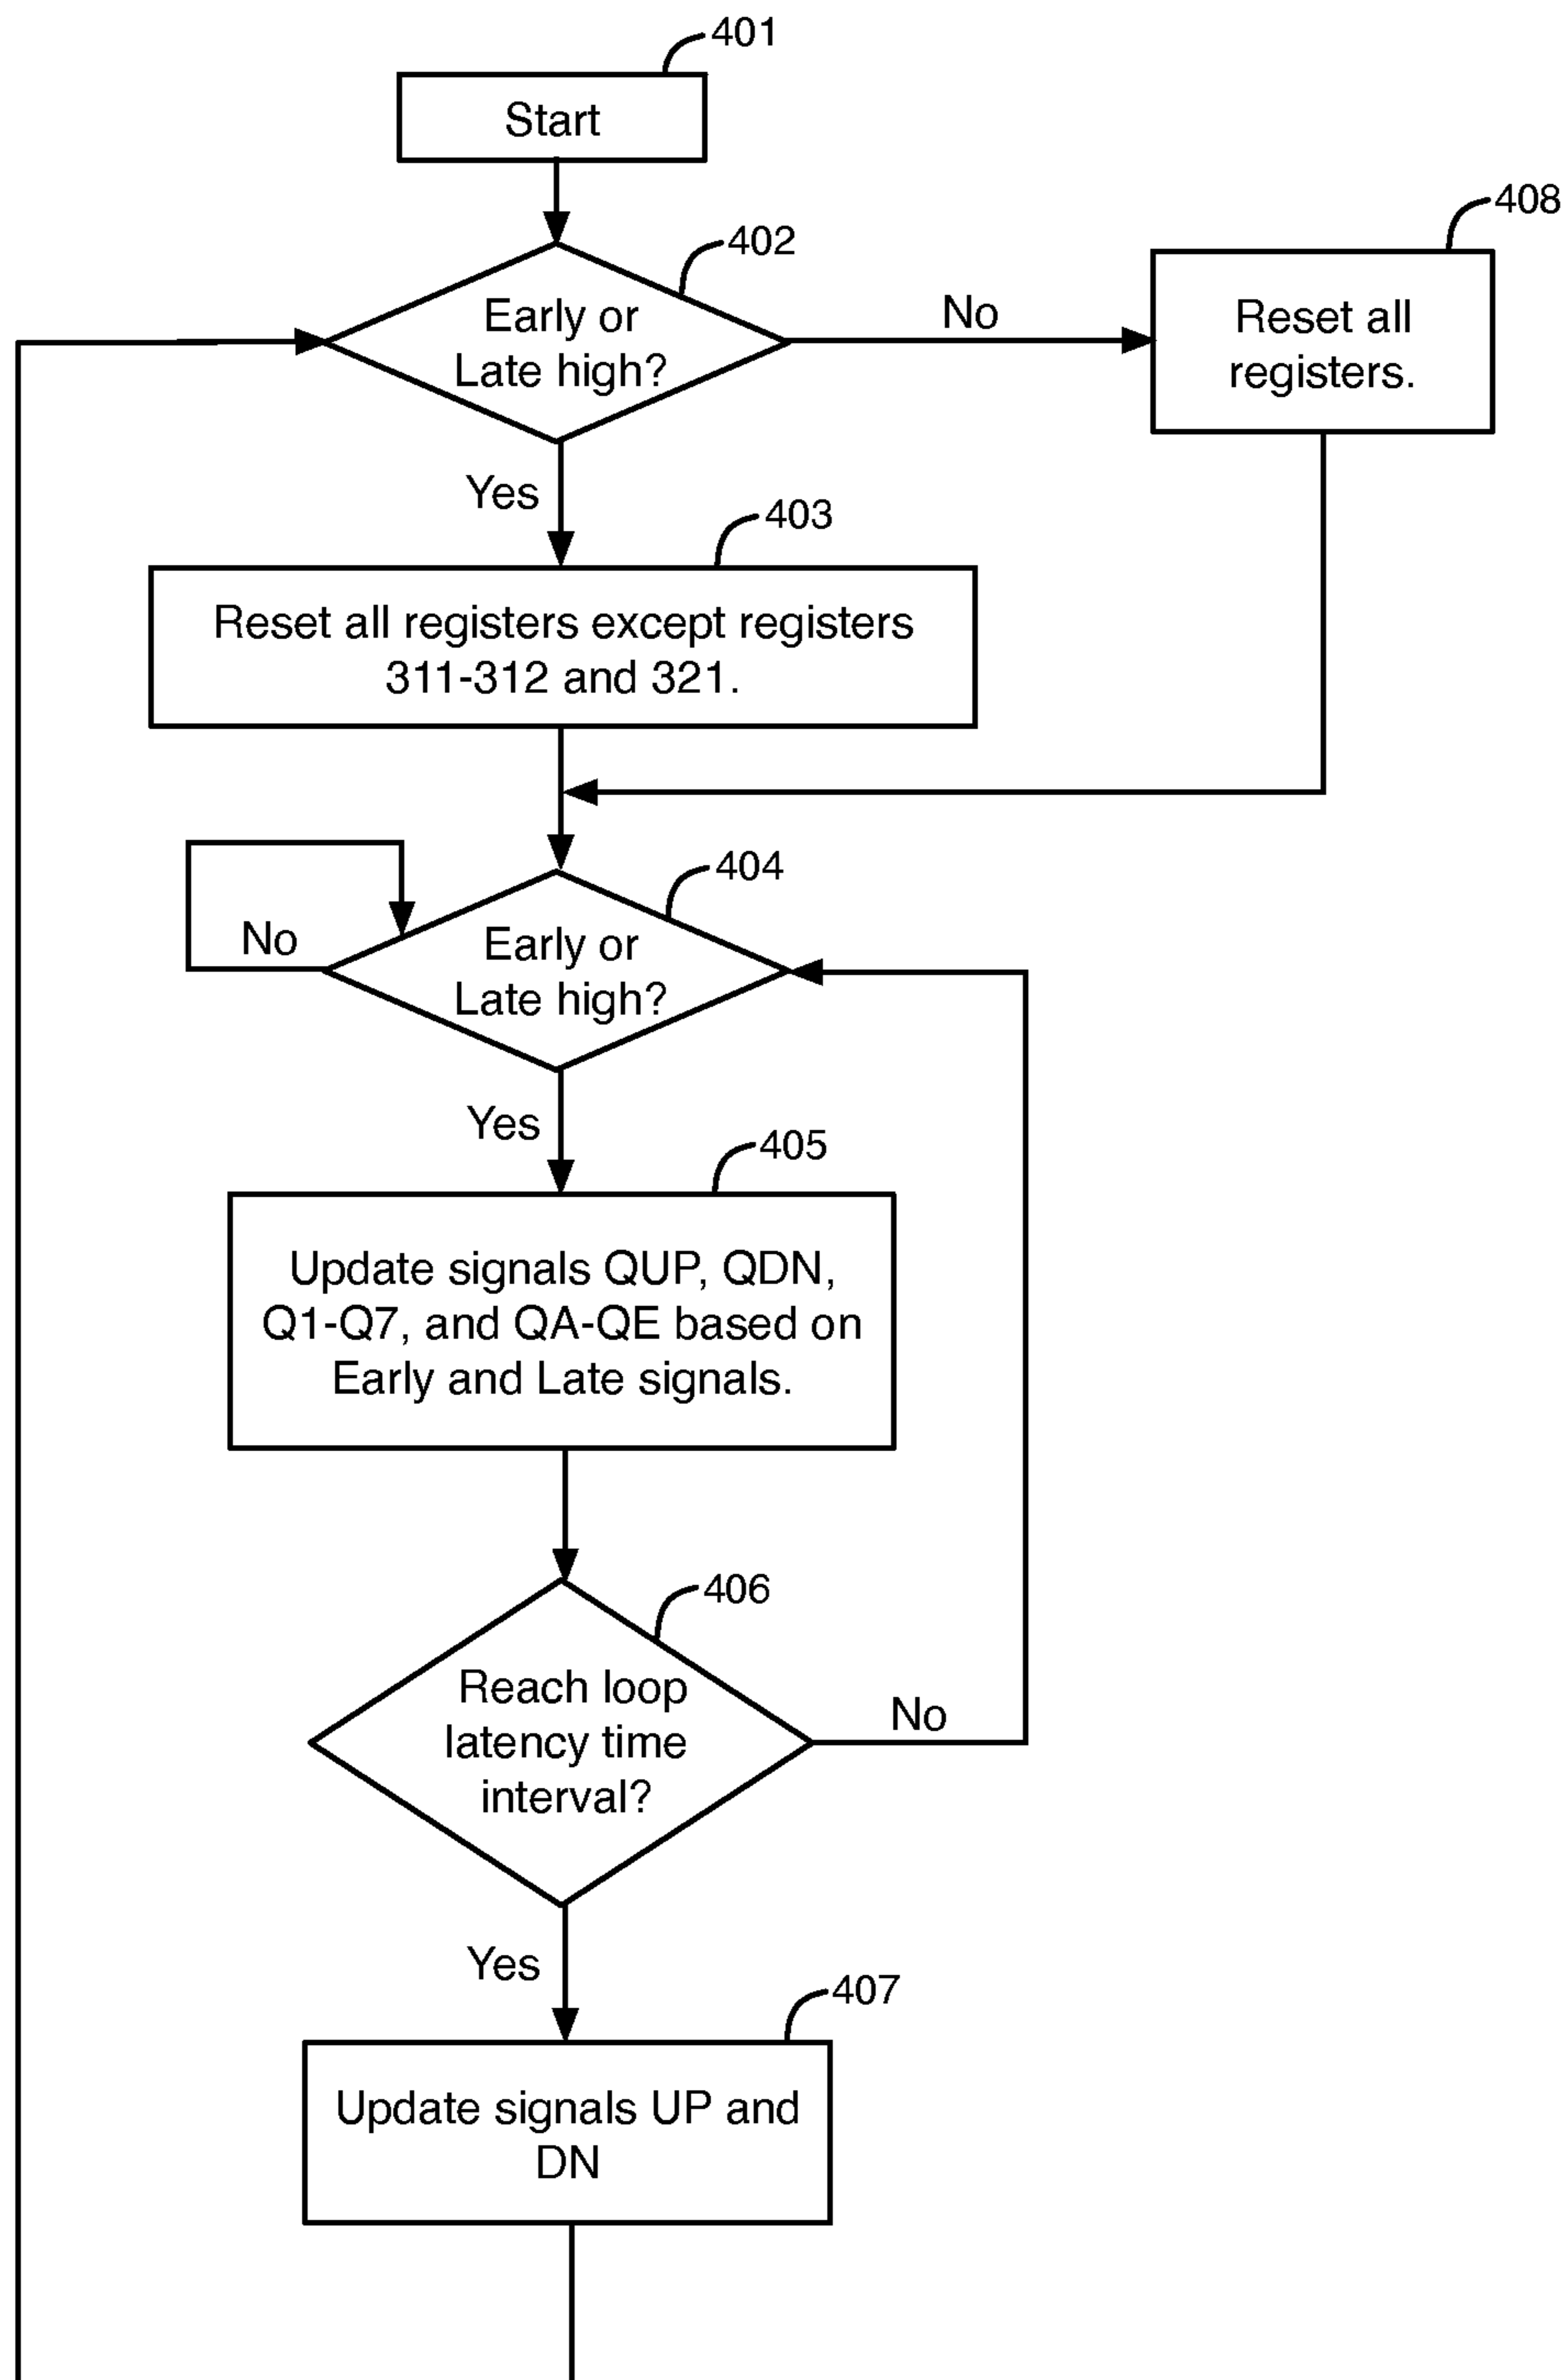 401
Start
402
Early or
Late high?
No
408
Reset all
registers.
Yes
403
Reset all registers except registers
311-312 and 321.
404
No
Early or
Late high?
Yes
405
Update signals QUP, QDN,
Q1-Q7, and QA-QE based on
Early and Late signals.
406
Reach loop
latency time
interval?
No
Yes
407
Update signals UP and
DN